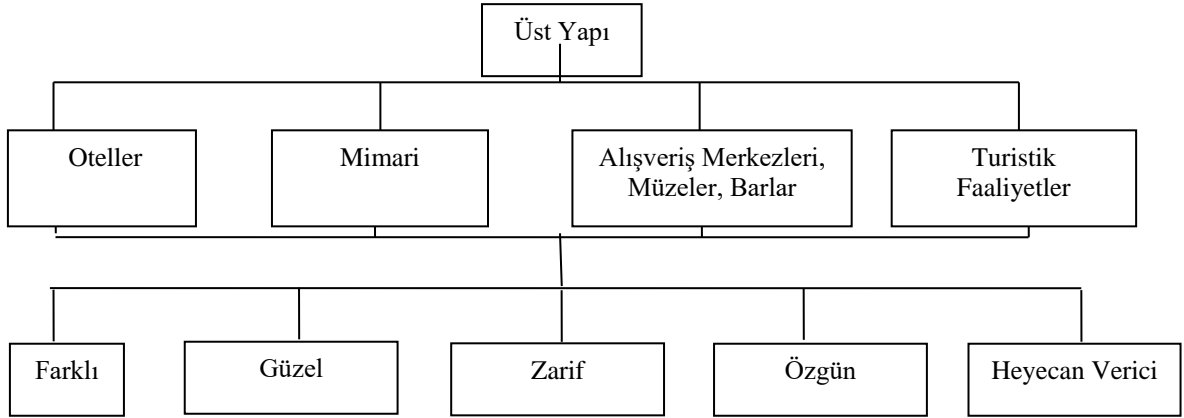 Üst Yapı
Oteller
Mimari
Alışveriş Merkezleri,
Müzeler, Barlar
Turistik
Faaliyetler
Farklı
Güzel
Zarif
Özgün
Heyecan Verici